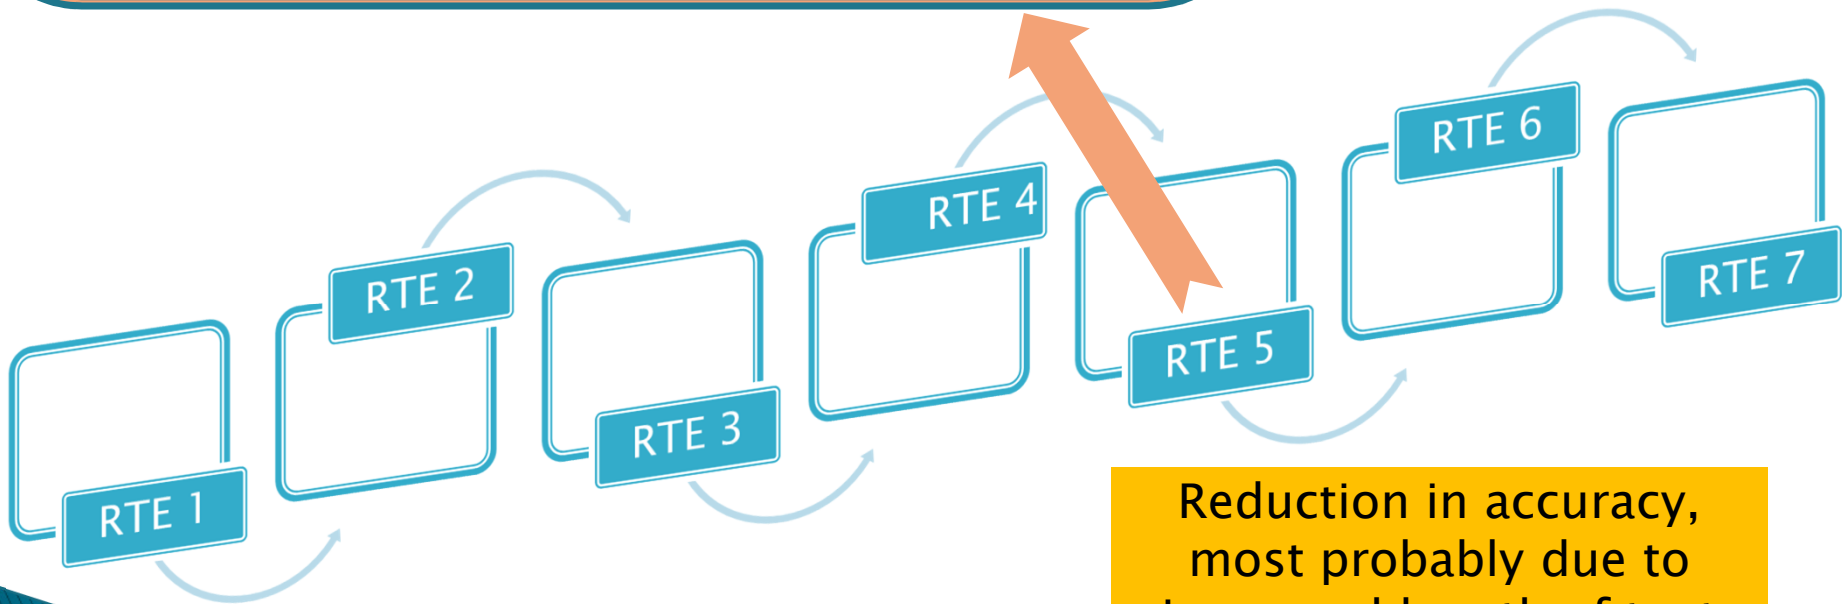 RTE 1
RTE 2
RTE 3
RTE 4
RTE 5
RTE 6
RTE 7
Reduction in accuracy,
most probably due to